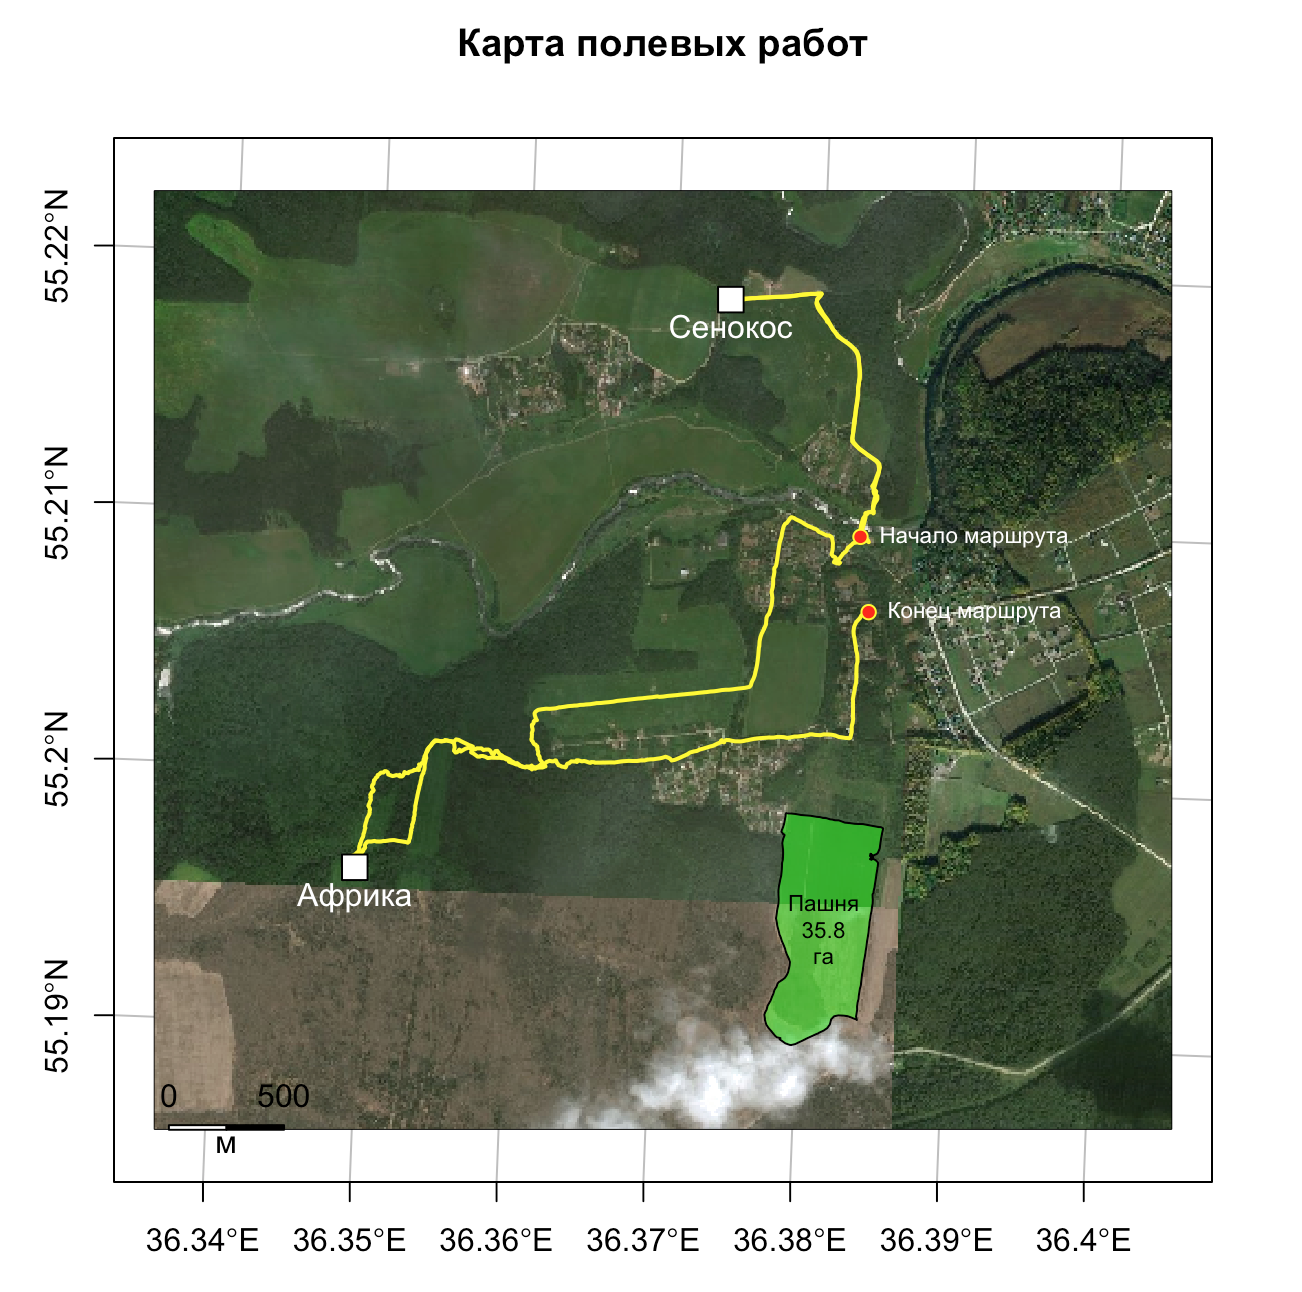 Карта полевых работ
55.22°N
55.21°N
55.2°N
55.19°N
Сенокос
Начало маршрута
Конец маршрута
Африка
Пашня
35.8
га
0 500
м
36.34°E 36.35°E 36.36°E 36.37°E 36.38°E 36.39°E 36.4°E